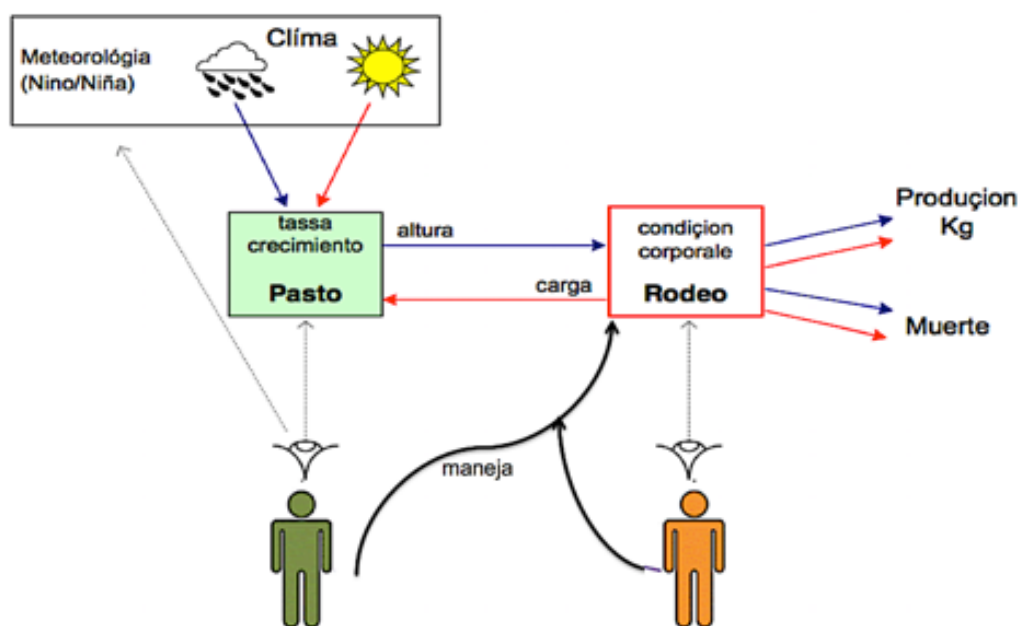 Clíma
Meteorológia
(Nino/Niña)
tassa
crecimiento
Pasto
altura
carga
condiçion
corporale
Rodeo
Produçion
Kg
Muerte
maneja